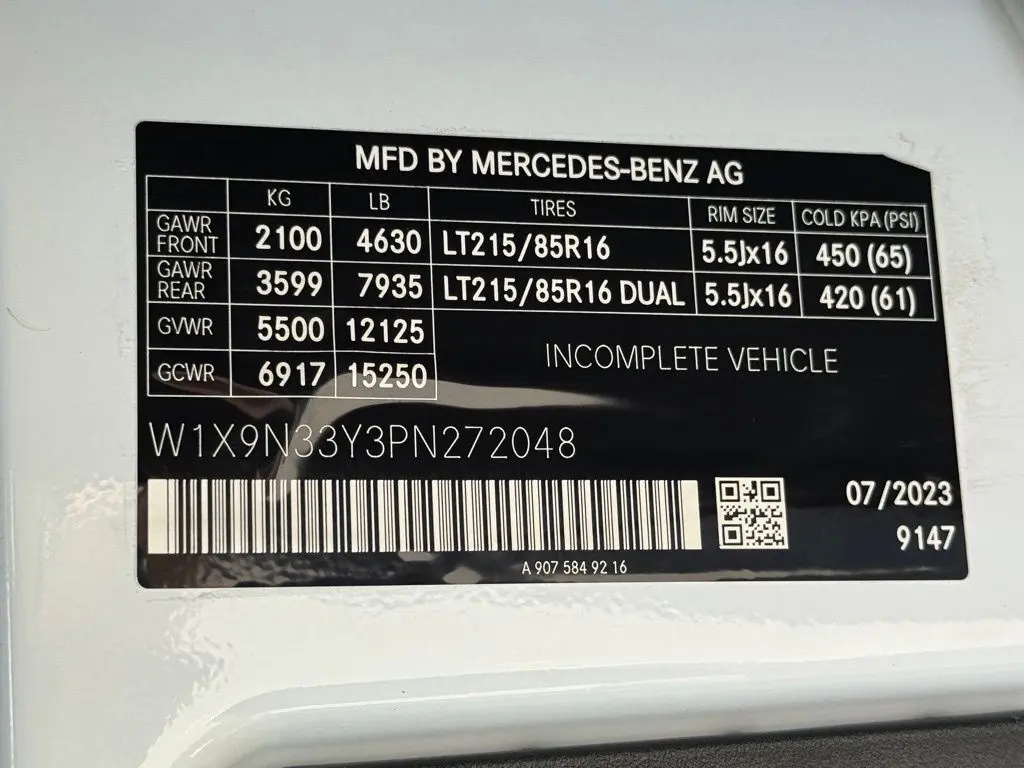 MFD BY MERCEDES-BENZ AG
KG LB TIRES RIM SIZE COLD KPA (PSI)
GAWR FRONT 2100 4630 LT215/85R16 5.5Jx16 450 (65)
GAWR REAR 3599 7935 LT215/85R16 DUAL 5.5Jx16 420 (61)
GVWR 5500 12125
INCOMPLETE VEHICLE
GCWR 6917 15250
W1X9N33Y3PN272048
07/2023
9147
A 907 584 92 16